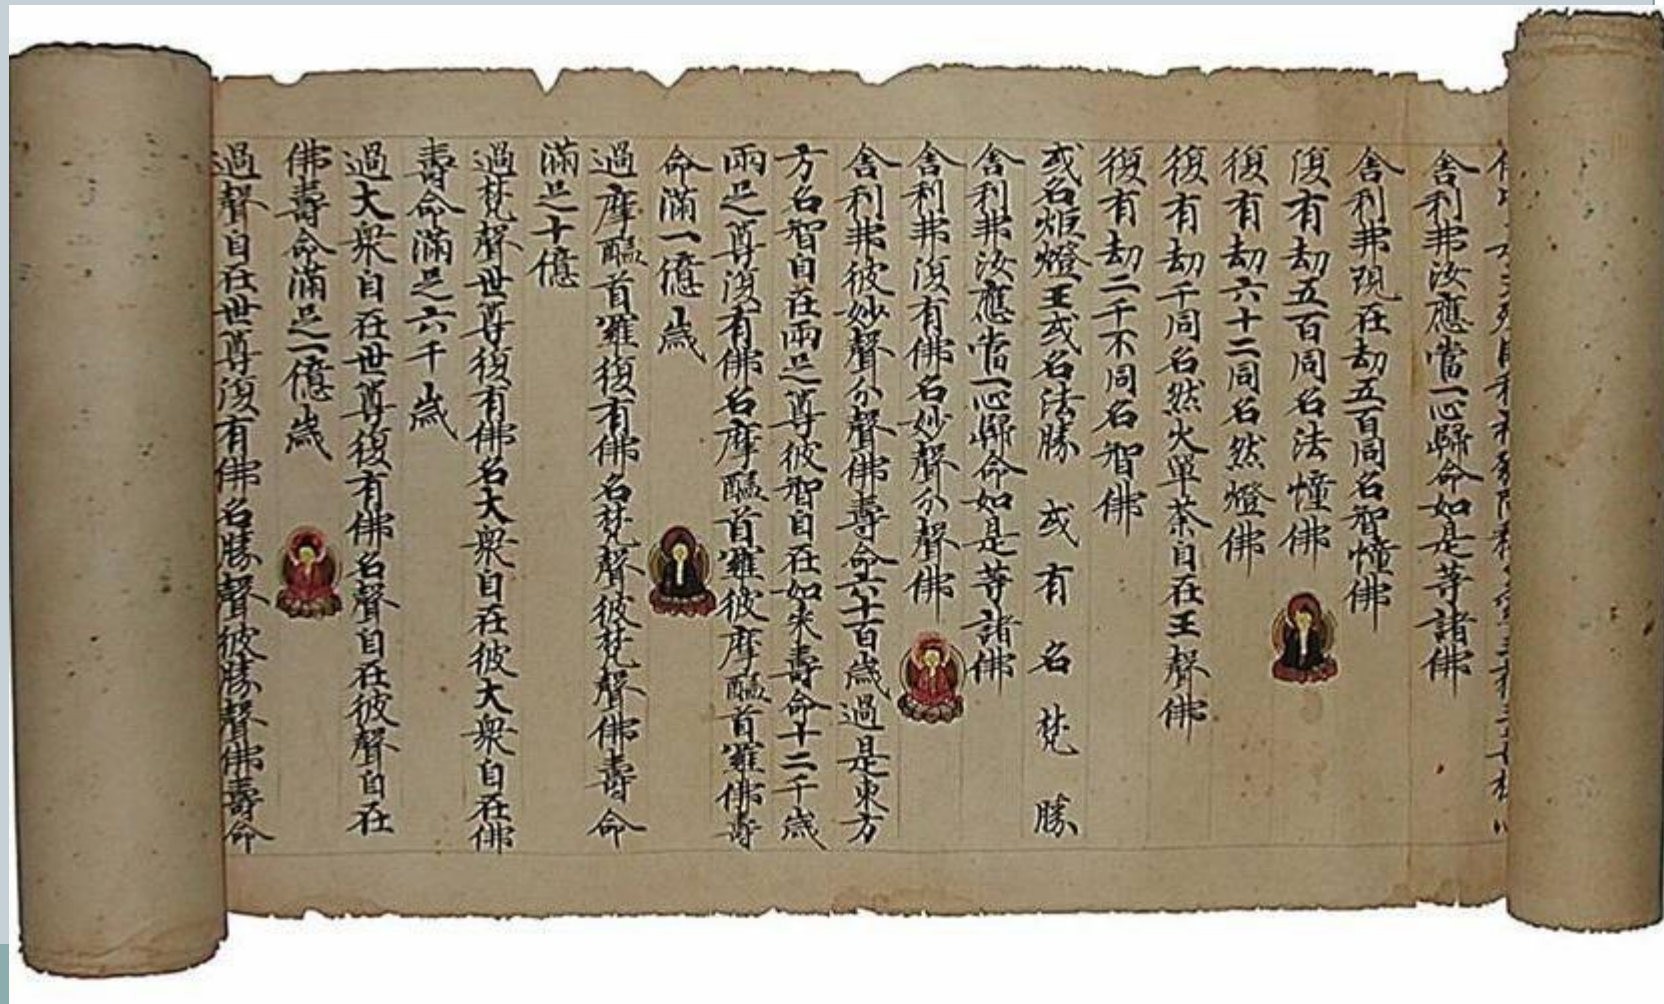 舍利弗汝應當一心歸命如是等諸佛
舍利弗現在劫五百同名智幢佛
復有劫五百同名法幢佛
復有劫六十二同名然燈佛
復有劫千同名然火單荼自在王聲佛
復有劫二千不同名智佛
或名炬燈王或名法勝 或有名梵勝
舍利弗汝應當一心歸命如是等諸佛
舍利弗復有佛名妙聲分聲佛
舍利弗彼妙聲分聲佛壽命六十百歲過是東方
方名智自在兩足尊彼智自在如來壽命十二千歲
兩足尊復有佛名摩醯首羅彼摩醯首羅佛壽
命滿一億歲
過摩醯首羅復有佛名梵聲彼梵聲佛壽命
滿足十億
過梵聲世尊復有佛名大衆自在彼大衆自在佛
壽命滿足六千歲
過大衆自在世尊復有佛名聲自在彼聲自在
佛壽命滿足一億歲
過聲自在世尊復有佛名勝聲彼勝聲佛壽命